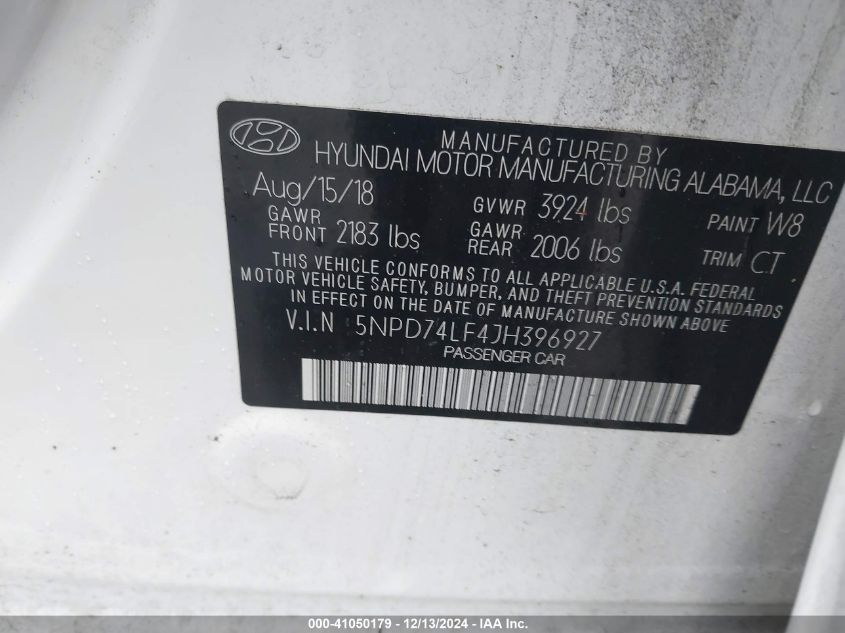 MANUFACTURED BY
HYUNDAI MOTOR MANUFACTURING ALABAMA, LLC
Aug/15/18 GVWR 3924 lbs PAINT W8
GAWR FRONT 2183 lbs GAWR REAR 2006 lbs TRIM CT
THIS VEHICLE CONFORMS TO ALL APPLICABLE U.S.A. FEDERAL
MOTOR VEHICLE SAFETY, BUMPER, AND THEFT PREVENTION STANDARDS
IN EFFECT ON THE DATE OF MANUFACTURE SHOWN ABOVE
V.I.N 5NPD74LF4JH396927
PASSENGER CAR
000-41050179 - 12/13/2024 - IAA Inc.